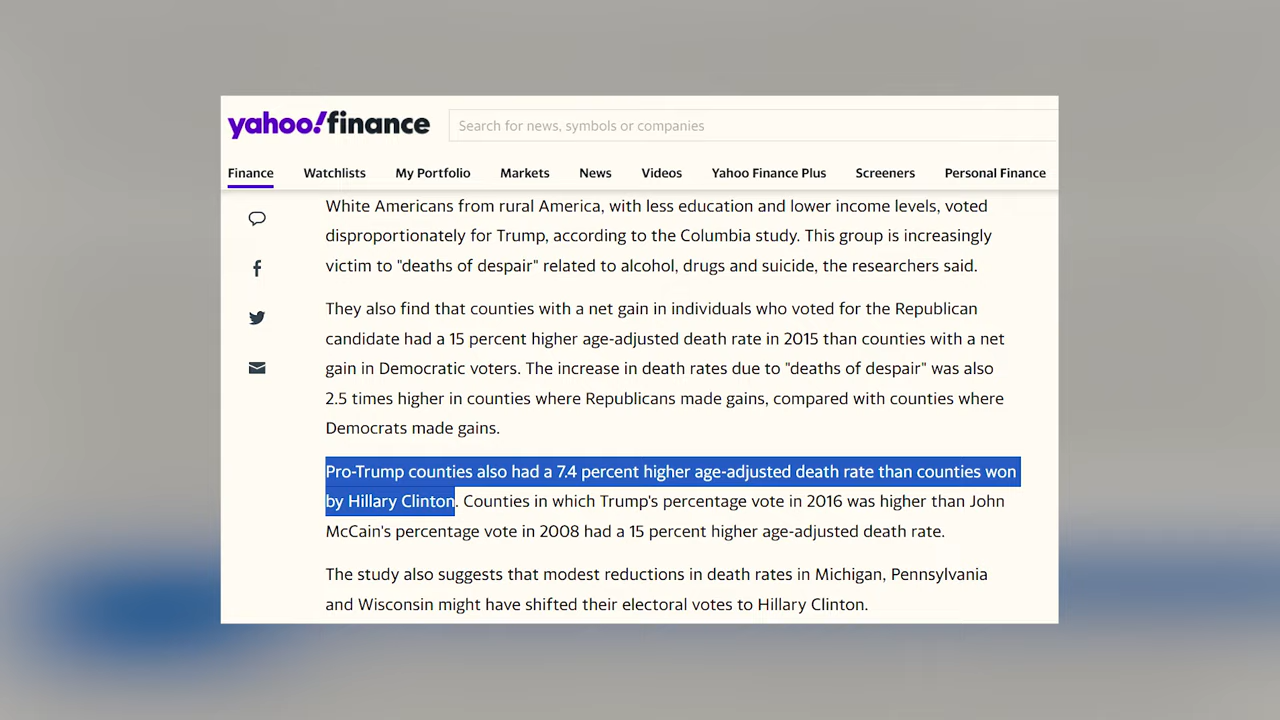 yahoo!finance
Search for news, symbols or companies
Finance Watchlists My Portfolio Markets News Videos Yahoo Finance Plus Screeners Personal Finance
White Americans from rural America, with less education and lower income levels, voted
disproportionately for Trump, according to the Columbia study. This group is increasingly
victim to "deaths of despair" related to alcohol, drugs and suicide, the researchers said.
They also find that counties with a net gain in individuals who voted for the Republican
candidate had a 15 percent higher age-adjusted death rate in 2015 than counties with a net
gain in Democratic voters. The increase in death rates due to "deaths of despair" was also
2.5 times higher in counties where Republicans made gains, compared with counties where
Democrats made gains.
Pro-Trump counties also had a 7.4 percent higher age-adjusted death rate than counties won
by Hillary Clinton. Counties in which Trump's percentage vote in 2016 was higher than John
McCain's percentage vote in 2008 had a 15 percent higher age-adjusted death rate.
The study also suggests that modest reductions in death rates in Michigan, Pennsylvania
and Wisconsin might have shifted their electoral votes to Hillary Clinton.